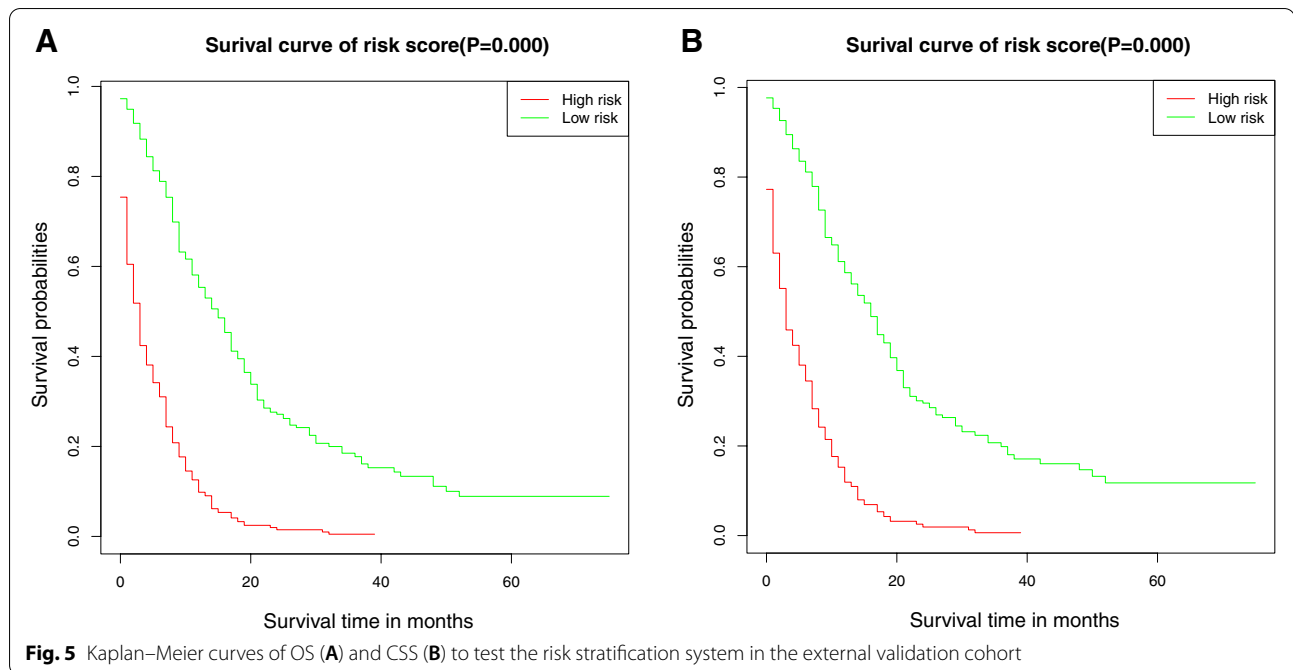 A
Surival curve of risk score(P=0.000)
High risk
Low risk
Survival probabilities
1.0
0.8
0.6
0.4
0.2
0.0
0 20 40 60
Survival time in months
B
Surival curve of risk score(P=0.000)
High risk
Low risk
Survival probabilities
1.0
0.8
0.6
0.4
0.2
0.0
0 20 40 60
Survival time in months
Fig. 5 Kaplan–Meier curves of OS (A) and CSS (B) to test the risk stratification system in the external validation cohort